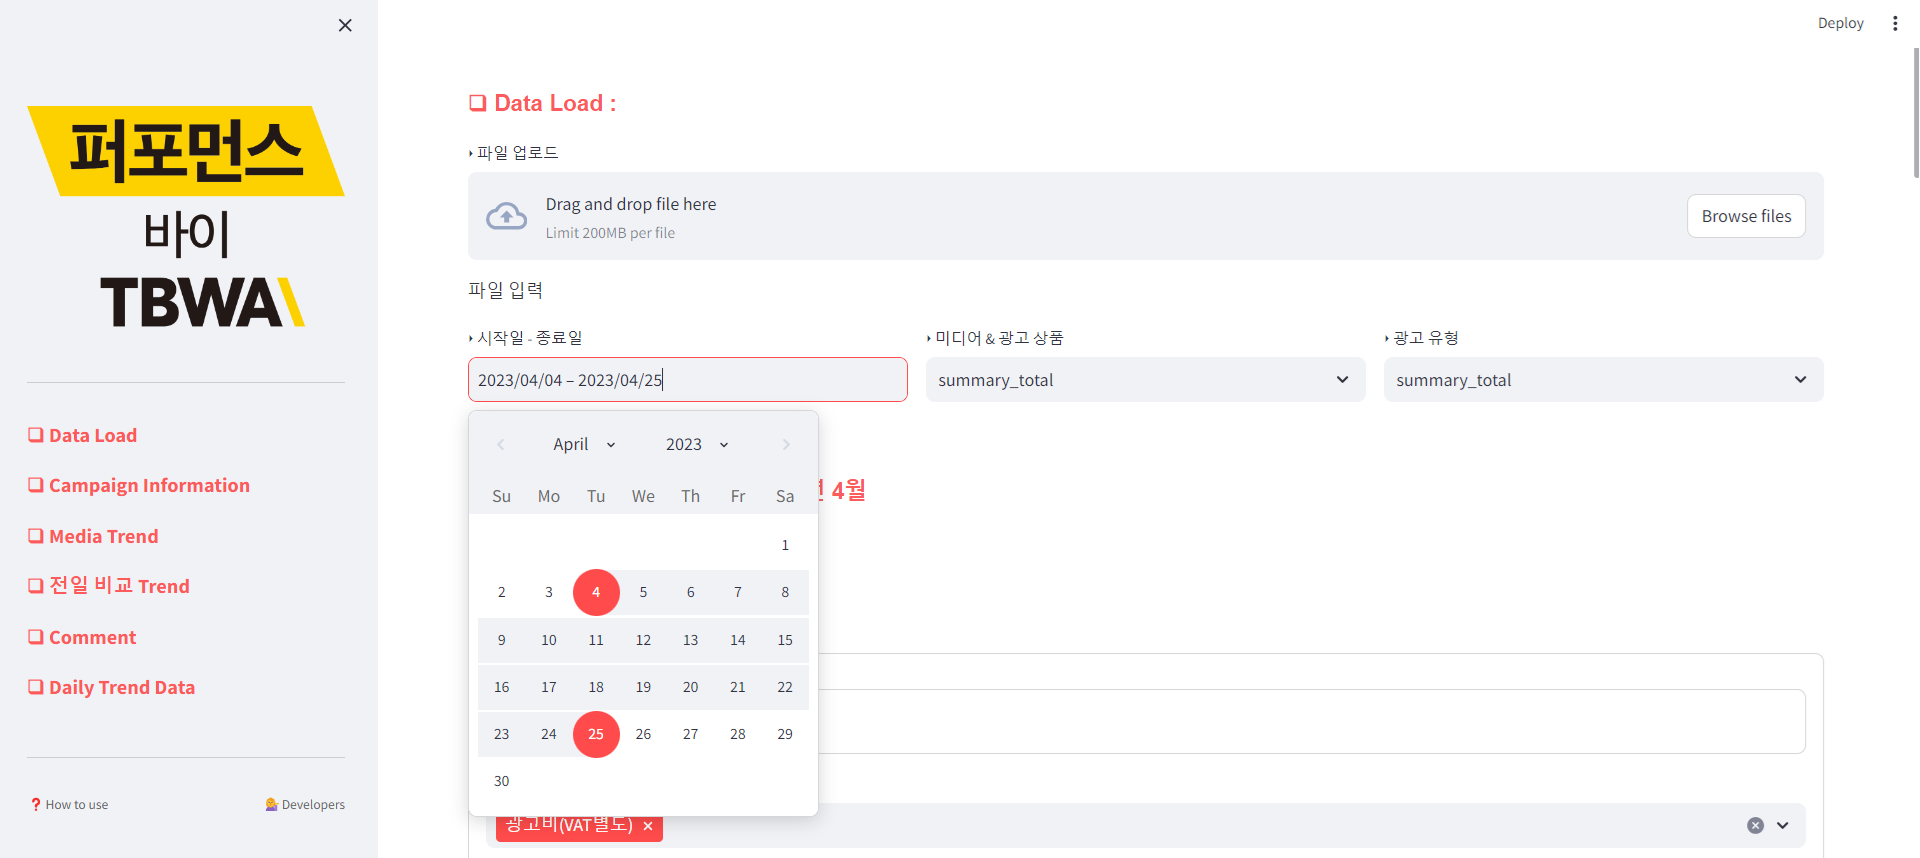 Deploy
퍼포먼스
바이
TBWA\
❏ Data Load
❏ Campaign Information
❏ Media Trend
❏ 전일 비교 Trend
❏ Comment
❏ Daily Trend Data
❓ How to use
Developers
❏ Data Load :
파일 업로드
Drag and drop file here
Limit 200MB per file
Browse files
파일 입력
시작일 - 종료일
미디어 & 광고 상품
광고 유형
2023/04/04 – 2023/04/25
summary_total
summary_total
April 2023
Su Mo Tu We Th Fr Sa
1
2 3 4 5 6 7 8
9 10 11 12 13 14 15
16 17 18 19 20 21 22
23 24 25 26 27 28 29
30
4월
광고비(VAT별도)